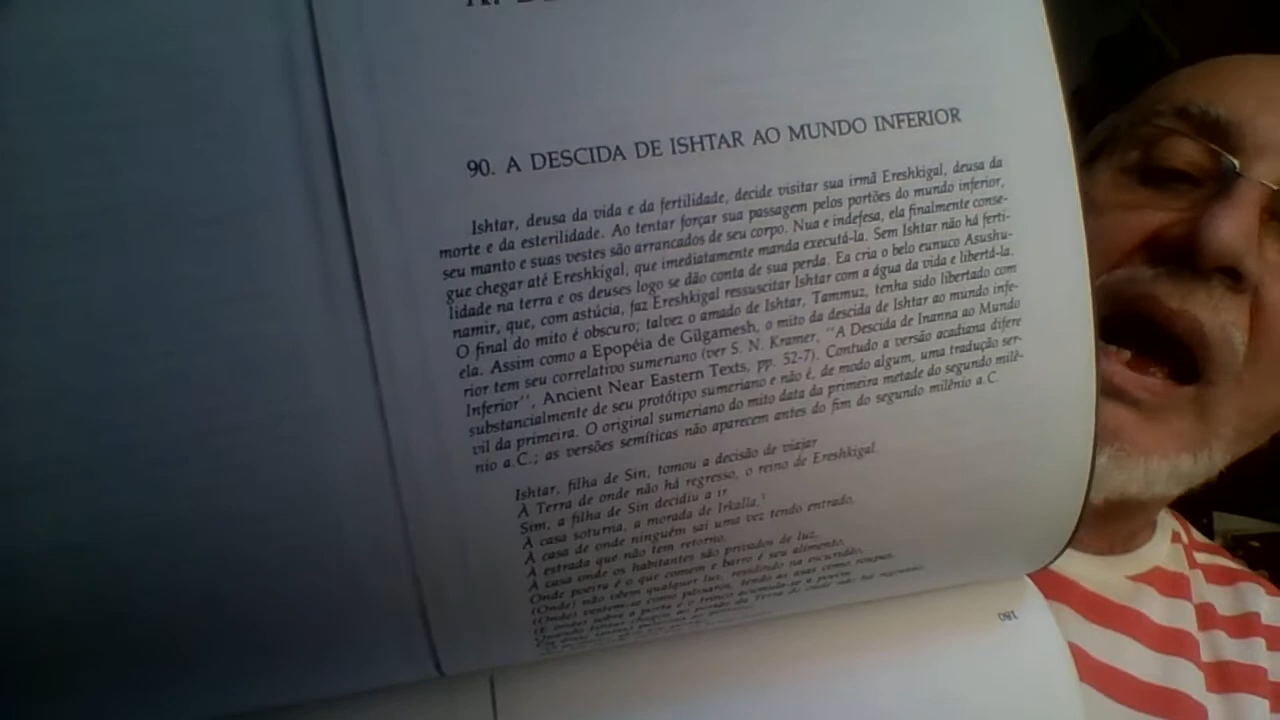 90. A DESCIDA DE ISHTAR AO MUNDO INFERIOR
Ishtar, deusa da vida e da fertilidade, decide visitar sua irmã Ereshkigal, deusa da
morte e da esterilidade. Ao tentar forçar sua passagem pelos portões do mundo inferior,
seu manto e suas vestes são arrancados de seu corpo. Nua e indefesa, ela finalmente conse-
gue chegar até Ereshkigal, que imediatamente manda executá-la. Sem Ishtar não há ferti-
lidade na terra e os deuses logo se dão conta de sua perda. Ea cria o belo eunuco Asushu-
namir, que, com astúcia, faz Ereshkigal ressuscitar Ishtar com a água da vida e libertá-la.
O final do mito é obscuro; talvez o amado de Ishtar, Tammuz, tenha sido libertado com
ela. Assim como a Epopéia de Gilgamesh, o mito da descida de Ishtar ao mundo infe-
rior tem seu correlativo sumeriano (ver S. N. Kramer, "A Descida de Inanna ao Mundo
Inferior", Ancient Near Eastern Texts, pp. 52-7). Contudo a versão acadiana difere
substancialmente de seu protótipo sumeriano e não é, de modo algum, uma tradução ser-
vil da primeira. O original sumeriano do mito data da primeira metade do segundo milê-
nio a.C.; as versões semíticas não aparecem antes do fim do segundo milênio a.C.
Ishtar, filha de Sin, tomou a decisão de viajar
À Terra de onde não há regresso, o reino de Ereshkigal.
Sim, a filha de Sin decidiu a ir
À casa soturna, a morada de Irkalla,¹
À casa de onde ninguém sai uma vez tendo entrado,
À estrada que não tem retorno,
À casa onde os habitantes são privados de luz,
Onde poeira é o que comem e barro é seu alimento,
(Onde) não vêem qualquer luz, residindo na escuridão,
(Onde) vestem-se como pássaros, tendo as asas como roupas,
(E onde) sobre a porta e o trinco acumula-se a poeira
180